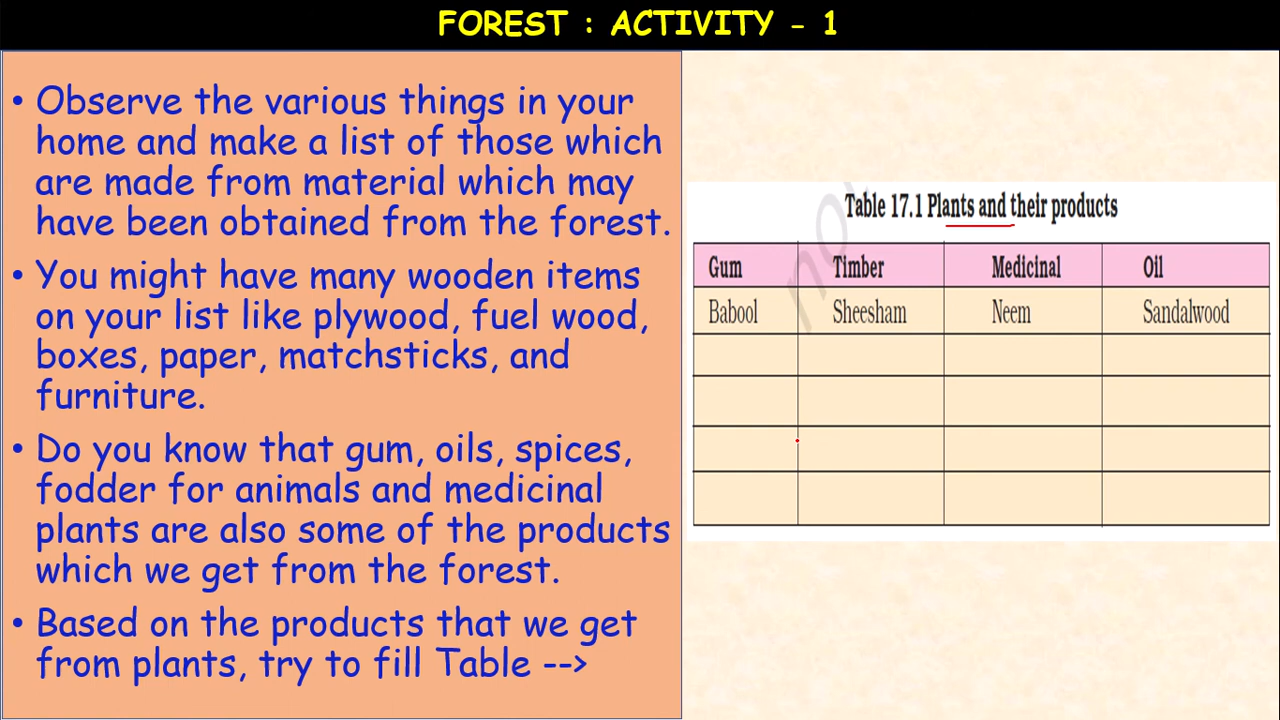 FOREST : ACTIVITY - 1
• Observe the various things in your
home and make a list of those which
are made from material which may
have been obtained from the forest.
• You might have many wooden items
on your list like plywood, fuel wood,
boxes, paper, matchsticks, and
furniture.
• Do you know that gum, oils, spices,
fodder for animals and medicinal
plants are also some of the products
which we get from the forest.
• Based on the products that we get
from plants, try to fill Table -->
Table 17.1 Plants and their products
Gum Timber Medicinal Oil
Babool Sheesham Neem Sandalwood